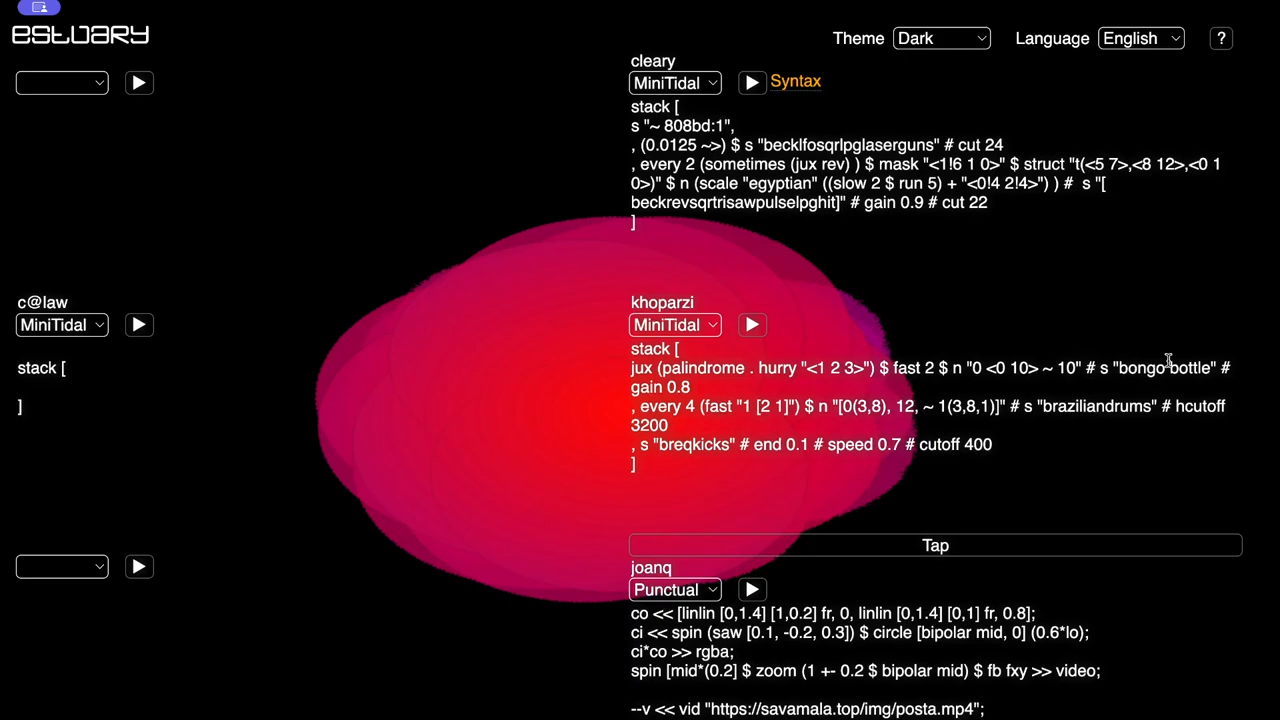 estuary
Theme Dark Language English ?
cleary
MiniTidal Syntax
stack [
s "~ 808bd:1",
, (0.0125 ~>) $ s "becklfosqrlpglaserguns" # cut 24
, every 2 (sometimes (jux rev) ) $ mask "<1!6 1 0>" $ struct "t(<5 7>,<8 12>,<0 1
0>)" $ n (scale "egyptian" ((slow 2 $ run 5) + "<0!4 2!4>") ) # s "[
beckrevsqrtrisawpulselpghit]" # gain 0.9 # cut 22
]
c@law
MiniTidal
stack [
]
khoparzi
MiniTidal
stack [
jux (palindrome . hurry "<1 2 3>") $ fast 2 $ n "0 <0 10> ~ 10" # s "bongo bottle" #
gain 0.8
, every 4 (fast "1 [2 1]") $ n "[0(3,8), 12, ~ 1(3,8,1)]" # s "braziliandrums" # hcutoff
3200
, s "breqkicks" # end 0.1 # speed 0.7 # cutoff 400
]
Tap
joanq
Punctual
co << [linlin [0,1.4] [1,0.2] fr, 0, linlin [0,1.4] [0,1] fr, 0.8];
ci << spin (saw [0.1, -0.2, 0.3]) $ circle [bipolar mid, 0] (0.6*lo);
ci*co >> rgba;
spin [mid*(0.2] $ zoom (1 +- 0.2 $ bipolar mid) $ fb fxy >> video;
--v << vid "https://savamala.top/img/posta.mp4";